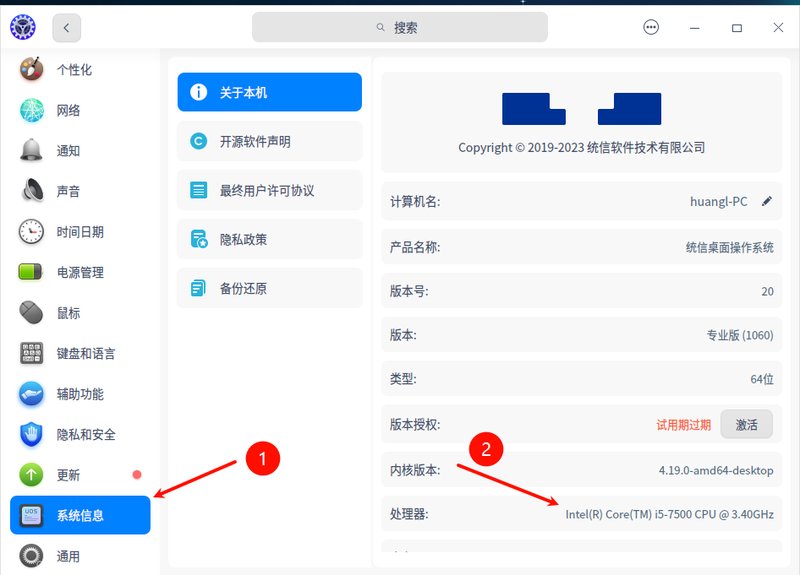 搜索
个性化
网络
通知
声音
时间日期
电源管理
鼠标
键盘和语言
辅助功能
隐私和安全
更新
UOS
系统信息
通用
关于本机
开源软件声明
最终用户许可协议
隐私政策
备份还原
Copyright © 2019-2023 统信软件技术有限公司
计算机名: huangl-PC
产品名称: 统信桌面操作系统
版本号: 20
版本: 专业版 (1060)
类型: 64位
版本授权: 试用期过期 激活
内核版本: 4.19.0-amd64-desktop
处理器: Intel(R) Core(TM) i5-7500 CPU @ 3.40GHz
1
2